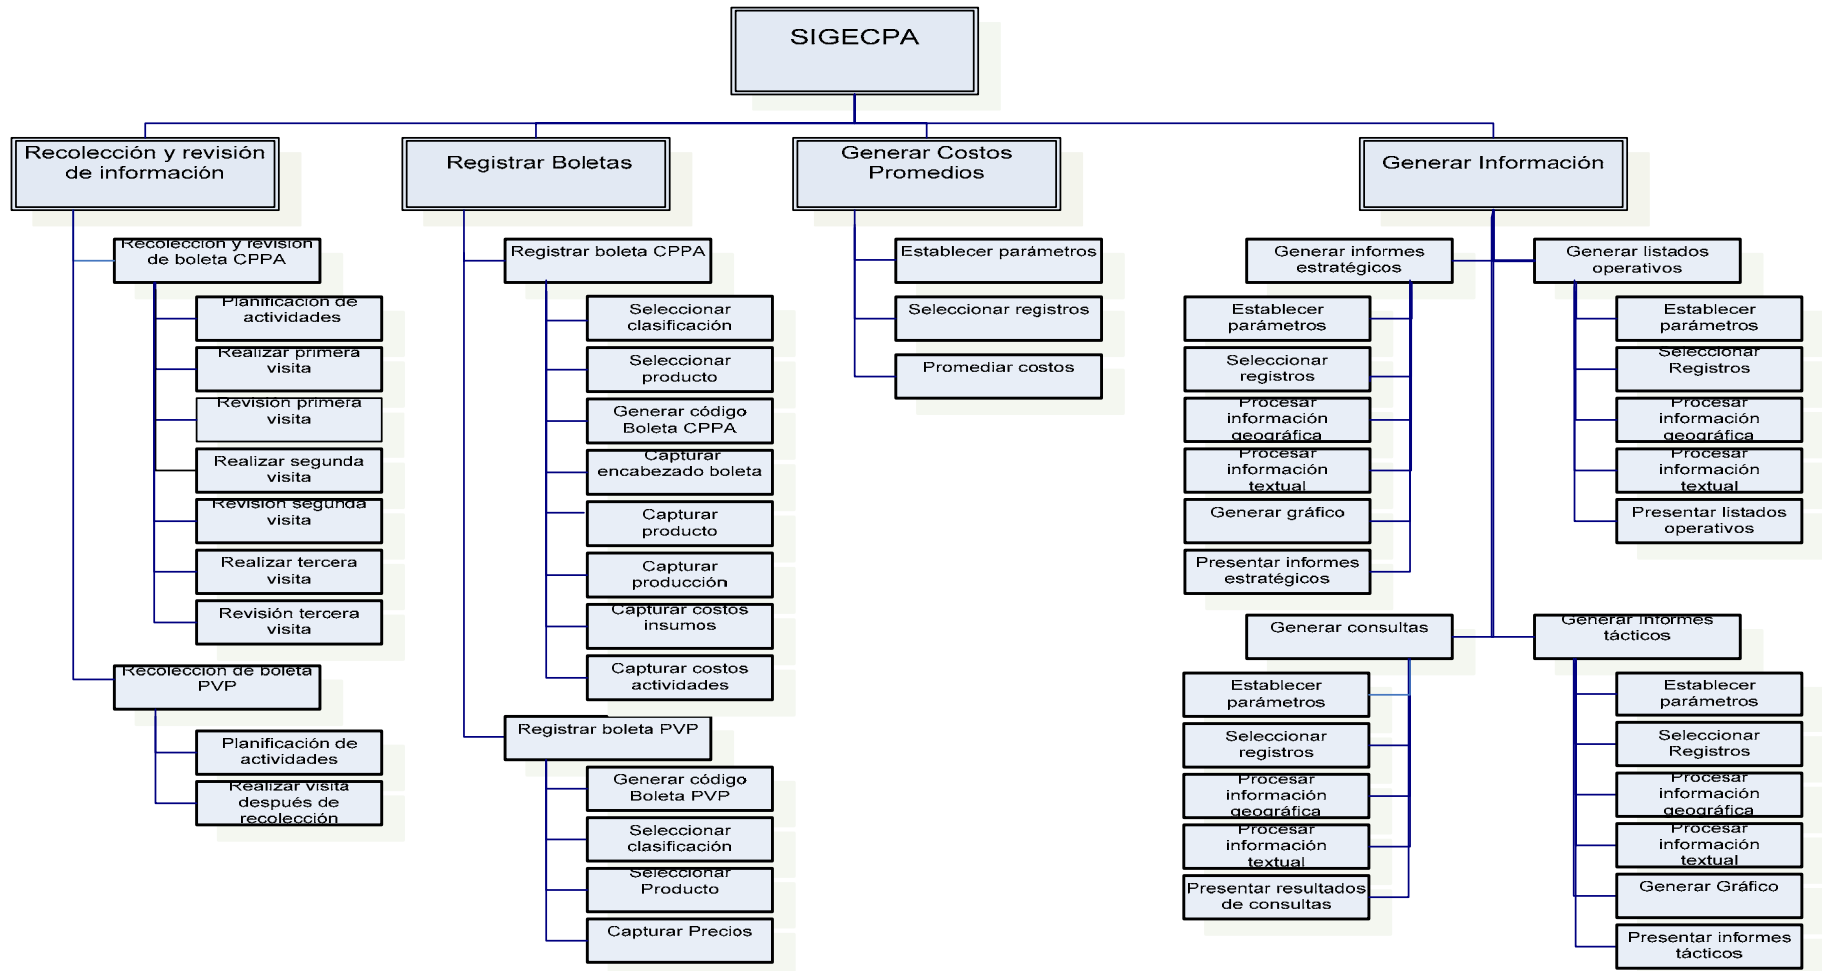 SIGECPA
Recolección y revisión
de información
Registrar Boletas
Generar Costos
Promedios
Generar Información
Recolección y revisión
de boleta CPPA
Planificación de
actividades
Realizar primera
visita
Revisión primera
visita
Realizar segunda
visita
Revisión segunda
visita
Realizar tercera
visita
Revisión tercera
visita
Recolección de boleta
PVP
Planificación de
actividades
Realizar visita
después de
recolección
Registrar boleta CPPA
Seleccionar
clasificación
Seleccionar
producto
Generar código
Boleta CPPA
Capturar
encabezado boleta
Capturar
producto
Capturar
producción
Capturar costos
insumos
Capturar costos
actividades
Registrar boleta PVP
Generar código
Boleta PVP
Seleccionar
clasificación
Seleccionar
Producto
Capturar Precios
Establecer parámetros
Seleccionar registros
Promediar costos
Generar informes
estratégicos
Establecer
parámetros
Seleccionar
registros
Procesar
información
geográfica
Procesar
información
textual
Generar gráfico
Presentar informes
estratégicos
Generar listados
operativos
Establecer
parámetros
Seleccionar
Registros
Procesar
información
geográfica
Procesar
información
textual
Presentar listados
operativos
Generar consultas
Establecer
parámetros
Seleccionar
registros
Procesar
información
geográfica
Procesar
información
textual
Presentar resultados
de consultas
Generar informes
tácticos
Establecer
parámetros
Seleccionar
Registros
Procesar
información
geográfica
Procesar
información
textual
Generar Gráfico
Presentar informes
tácticos